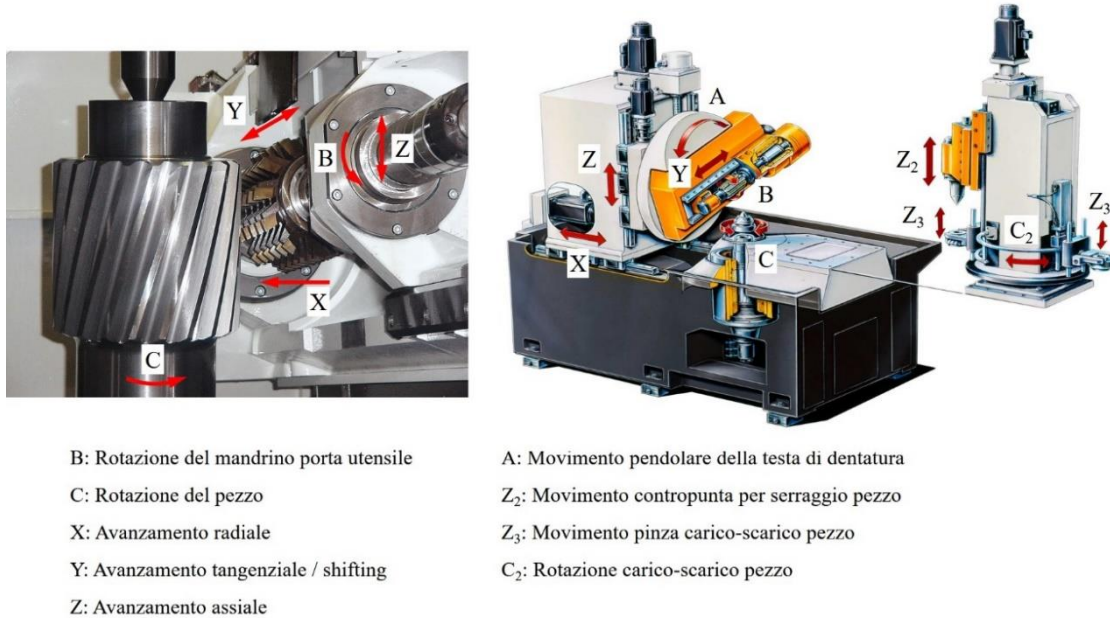 Y
B
Z
X
C
A
Z
Y
B
X
C
Z₂
Z₃
C₂
Z₃
B: Rotazione del mandrino porta utensile
C: Rotazione del pezzo
X: Avanzamento radiale
Y: Avanzamento tangenziale / shifting
Z: Avanzamento assiale
A: Movimento pendolare della testa di dentatura
Z₂: Movimento contropunta per serraggio pezzo
Z₃: Movimento pinza carico-scarico pezzo
C₂: Rotazione carico-scarico pezzo